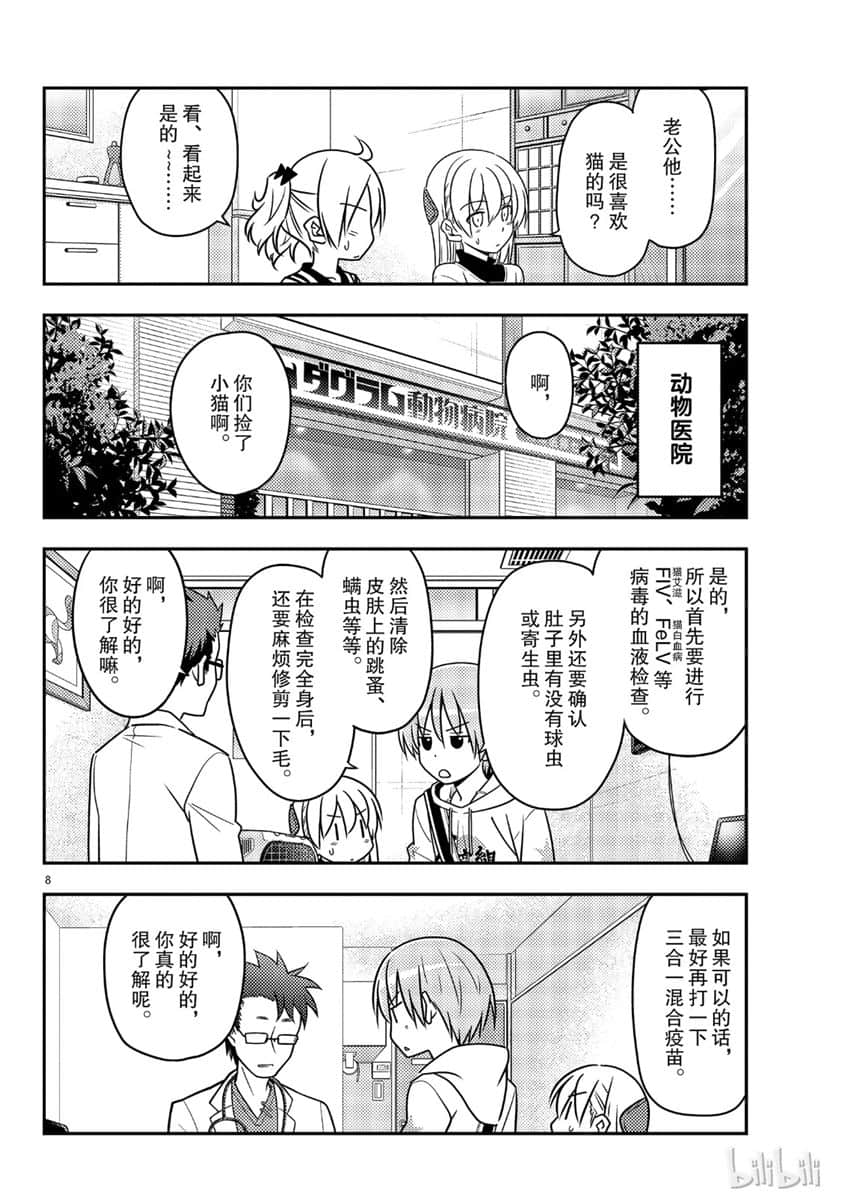 老公他……
是很喜欢
猫的吗？
看、看起来
是的~~……
动物医院
啊，
ダグラム動物病院
你们捡了
小猫啊。
是的，
所以首先要进行
猫艾滋 猫白血病
FIV、FeLV 等
病毒的血液检查。
另外还要确认
肚子里有没有球虫
或寄生虫。
然后清除
皮肤上的跳蚤、
螨虫等等。
在检查完全身后，
还要麻烦修剪一下毛。
啊，
好的好的，
你很了解嘛。
8
如果可以的话，
最好再打一下
三合一混合疫苗。
啊，
好的好的，
你真的
很了解呢。
bilibili